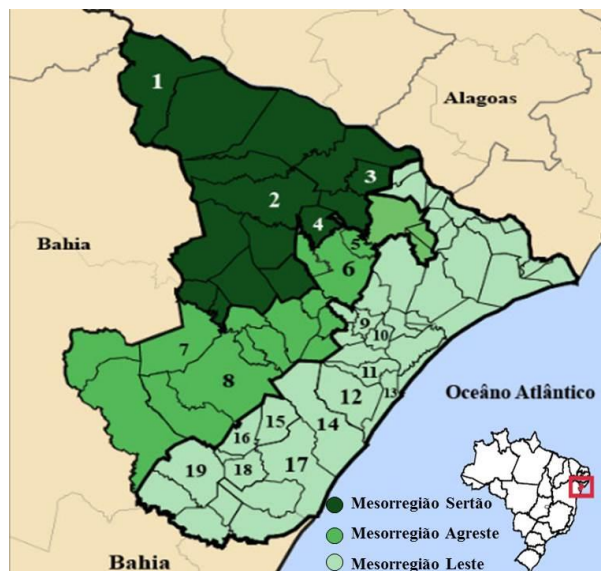 1
Alagoas
3
2
4
Bahia
5
6
9
7
10
11
8
12
13
Oceâno Atlântico
15
14
16
17
19
18
Mesorregião Sertão
Mesorregião Agreste
Bahia
Mesorregião Leste